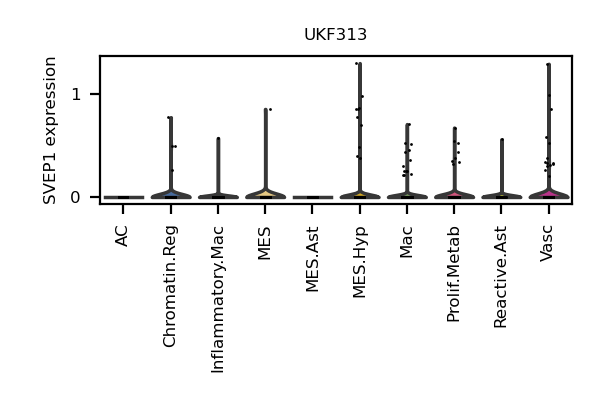 UKF313
SVEP1 expression
1
0
AC
Chromatin.Reg
Inflammatory.Mac
MES
MES.Ast
MES.Hyp
Mac
Prolif.Metab
Reactive.Ast
Vasc